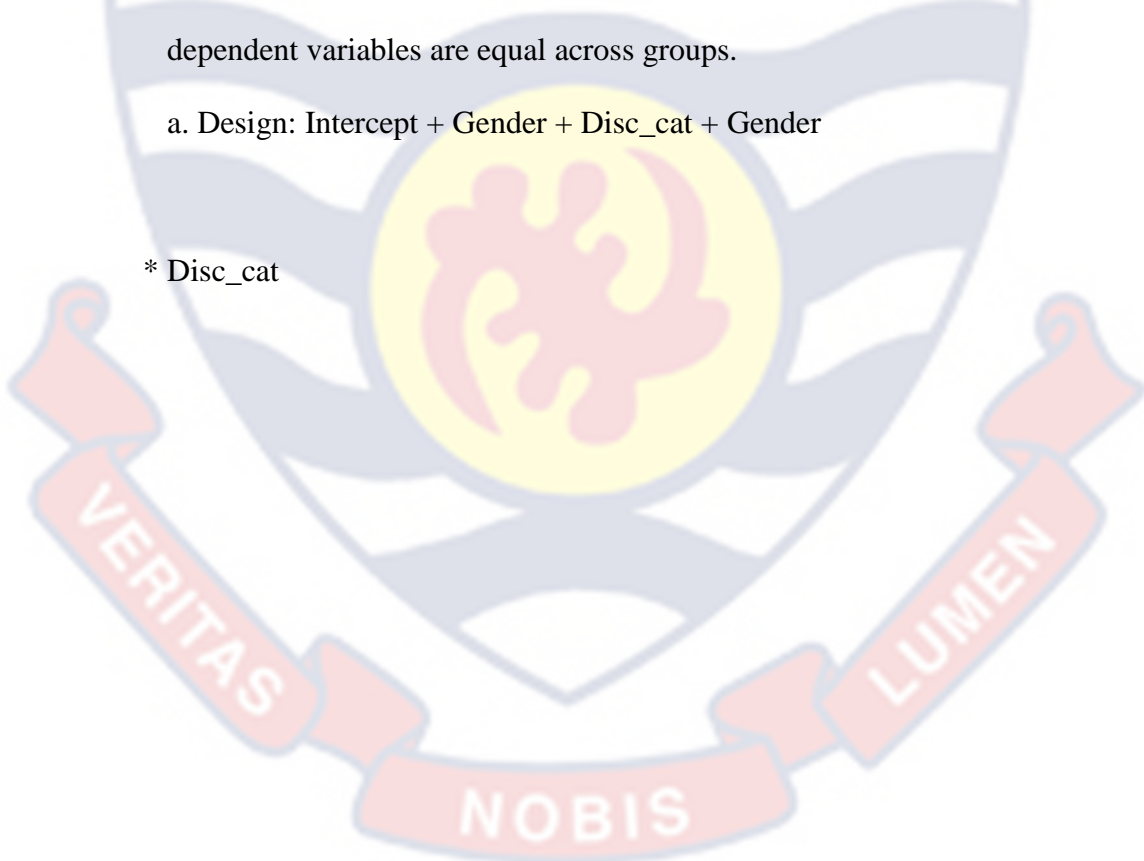 dependent variables are equal across groups.
a. Design: Intercept + Gender + Disc_cat + Gender
* Disc_cat
VERITAS
NOBIS
LUMEN